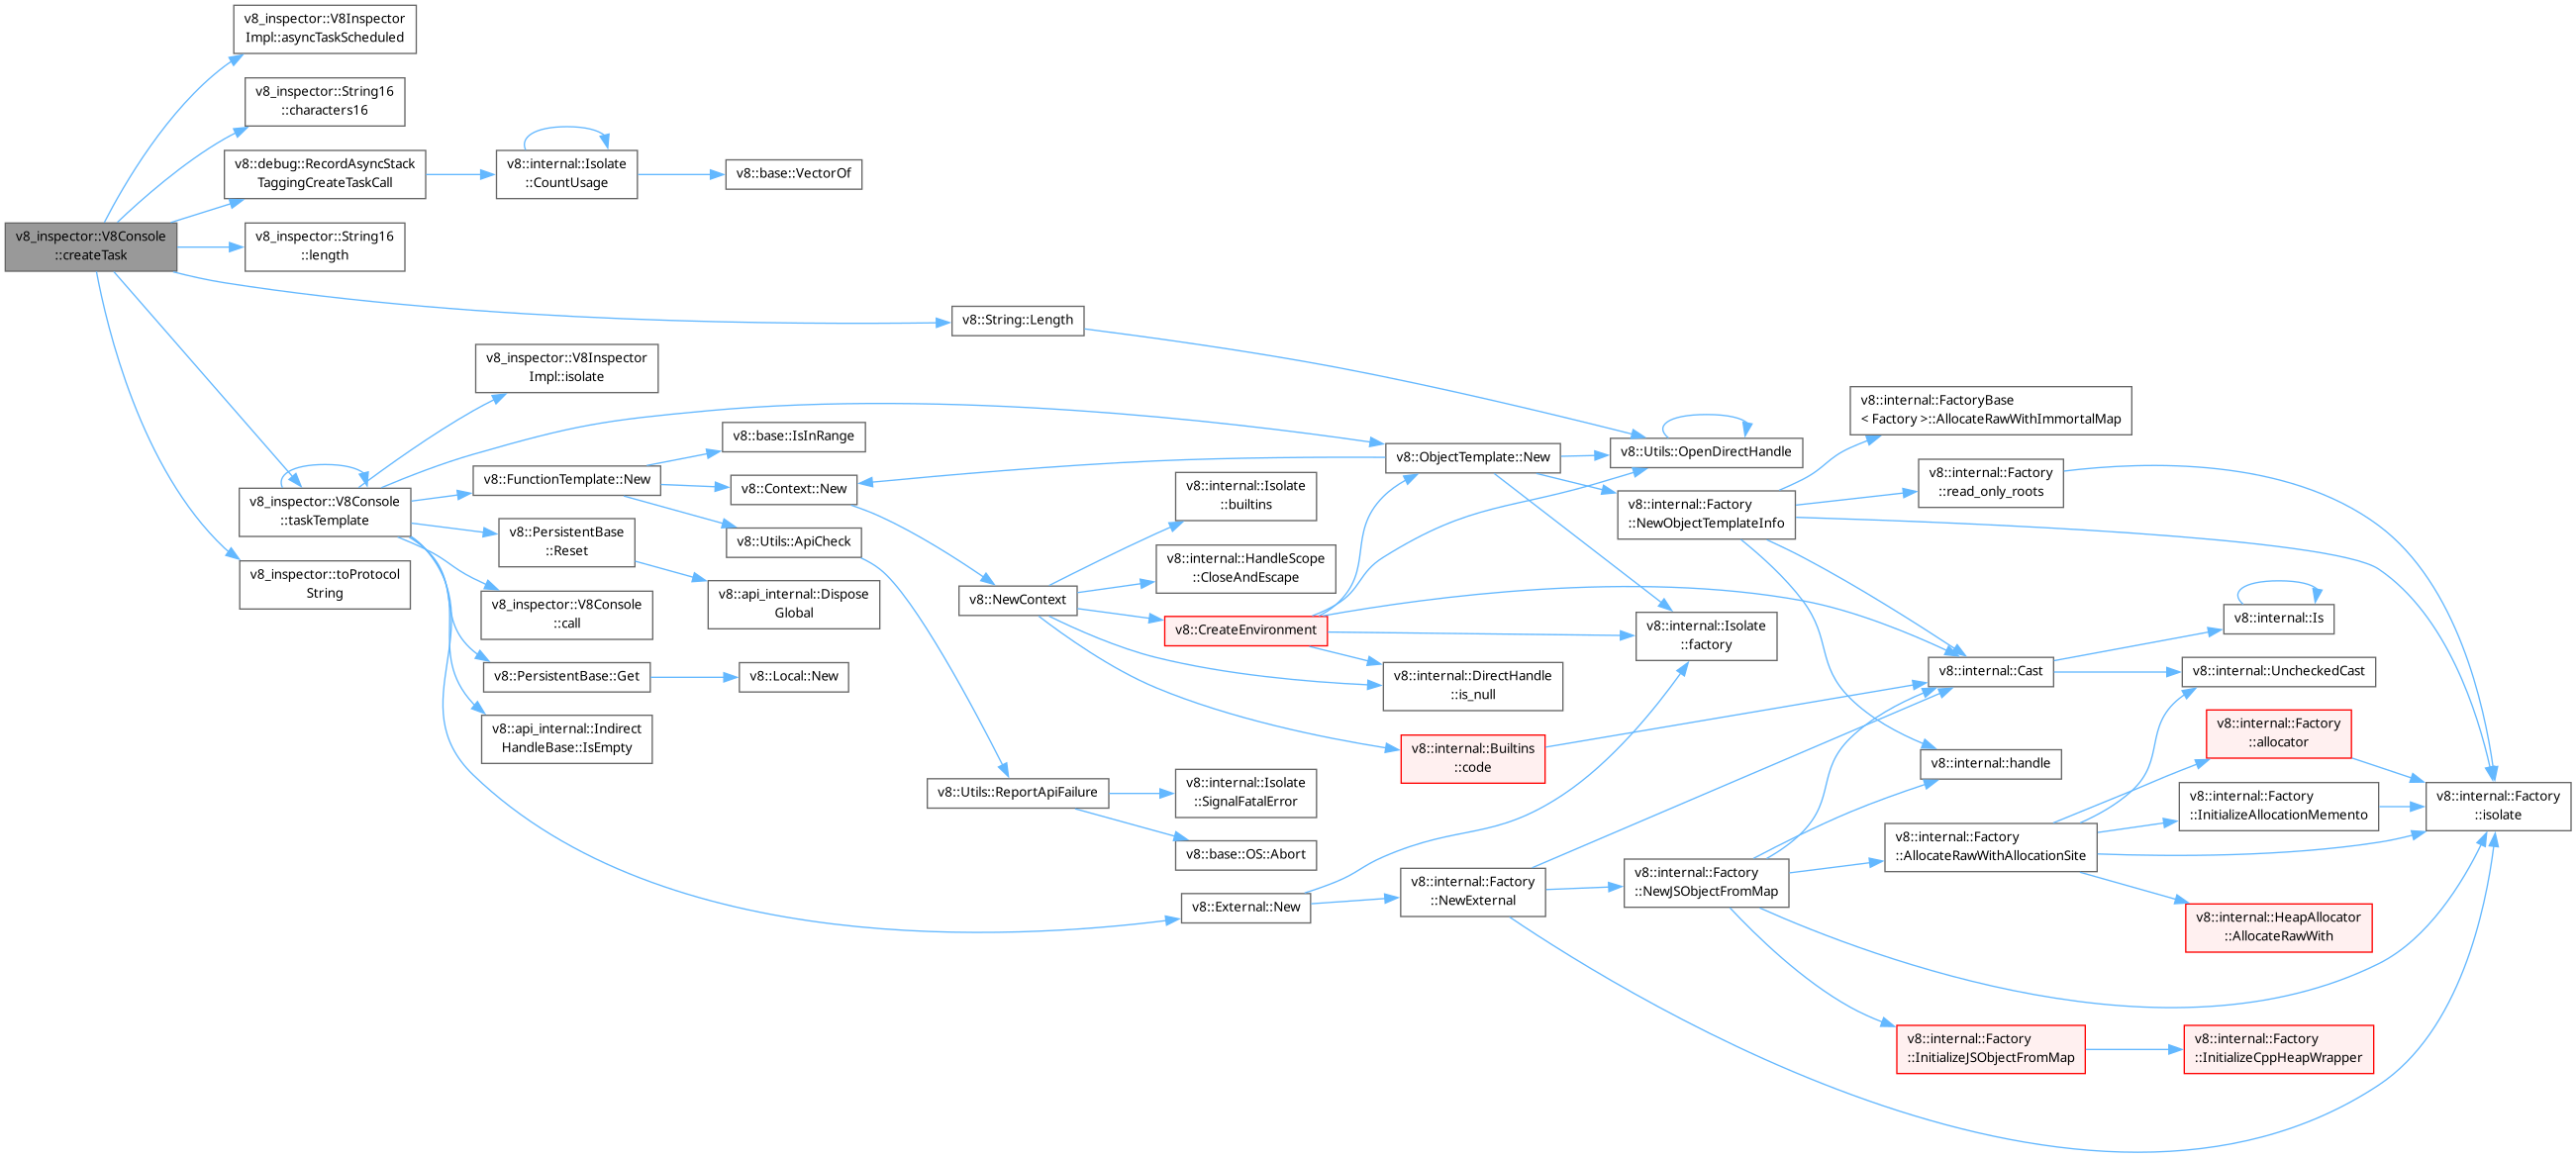 v8_inspector::V8Console
::createTask
v8_inspector::V8Inspector
Impl::asyncTaskScheduled
v8_inspector::String16
::characters16
v8::debug::RecordAsyncStack
TaggingCreateTaskCall
v8::internal::Isolate
::CountUsage
v8::base::VectorOf
v8_inspector::String16
::length
v8::String::Length
v8_inspector::V8Console
::taskTemplate
v8_inspector::toProtocol
String
v8_inspector::V8Inspector
Impl::isolate
v8::FunctionTemplate::New
v8::PersistentBase
::Reset
v8_inspector::V8Console
::call
v8::PersistentBase::Get
v8::api_internal::Indirect
HandleBase::IsEmpty
v8::base::IsInRange
v8::Context::New
v8::Utils::ApiCheck
v8::api_internal::Dispose
Global
v8::Local::New
v8::NewContext
v8::Utils::ReportApiFailure
v8::internal::Isolate
::builtins
v8::internal::HandleScope
::CloseAndEscape
v8::CreateEnvironment
v8::internal::Isolate
::SignalFatalError
v8::base::OS::Abort
v8::External::New
v8::ObjectTemplate::New
v8::internal::DirectHandle
::is_null
v8::internal::Builtins
::code
v8::internal::Factory
::NewExternal
v8::Utils::OpenDirectHandle
v8::internal::Factory
::NewObjectTemplateInfo
v8::internal::Isolate
::factory
v8::internal::Factory
::NewJSObjectFromMap
v8::internal::FactoryBase
< Factory >::AllocateRawWithImmortalMap
v8::internal::Factory
::read_only_roots
v8::internal::Cast
v8::internal::handle
v8::internal::Factory
::AllocateRawWithAllocationSite
v8::internal::Factory
::InitializeJSObjectFromMap
v8::internal::Is
v8::internal::UncheckedCast
v8::internal::Factory
::allocator
v8::internal::Factory
::InitializeAllocationMemento
v8::internal::HeapAllocator
::AllocateRawWith
v8::internal::Factory
::InitializeCppHeapWrapper
v8::internal::Factory
::isolate